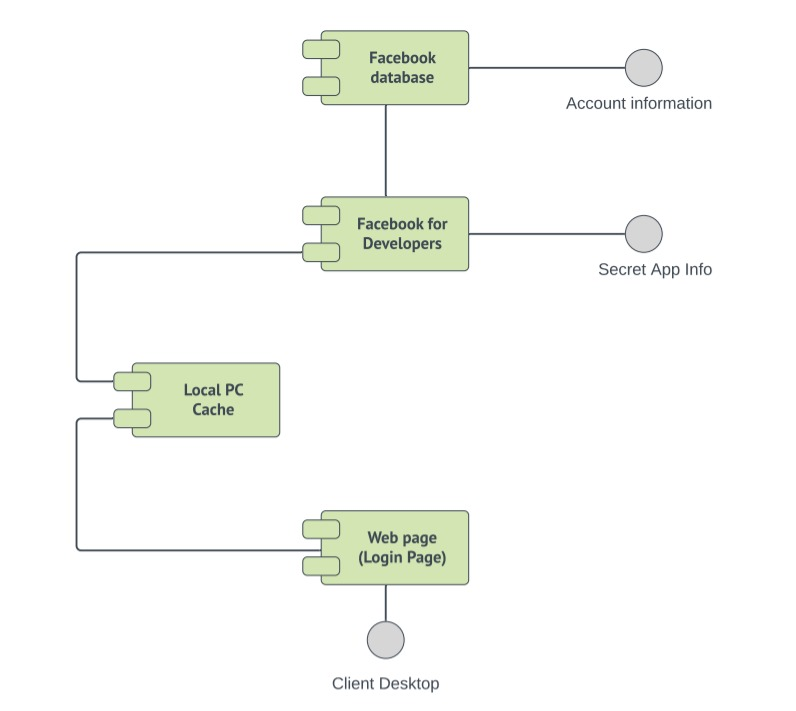 Facebook
database
Account information
Facebook for
Developers
Secret App Info
Local PC
Cache
Web page
(Login Page)
Client Desktop